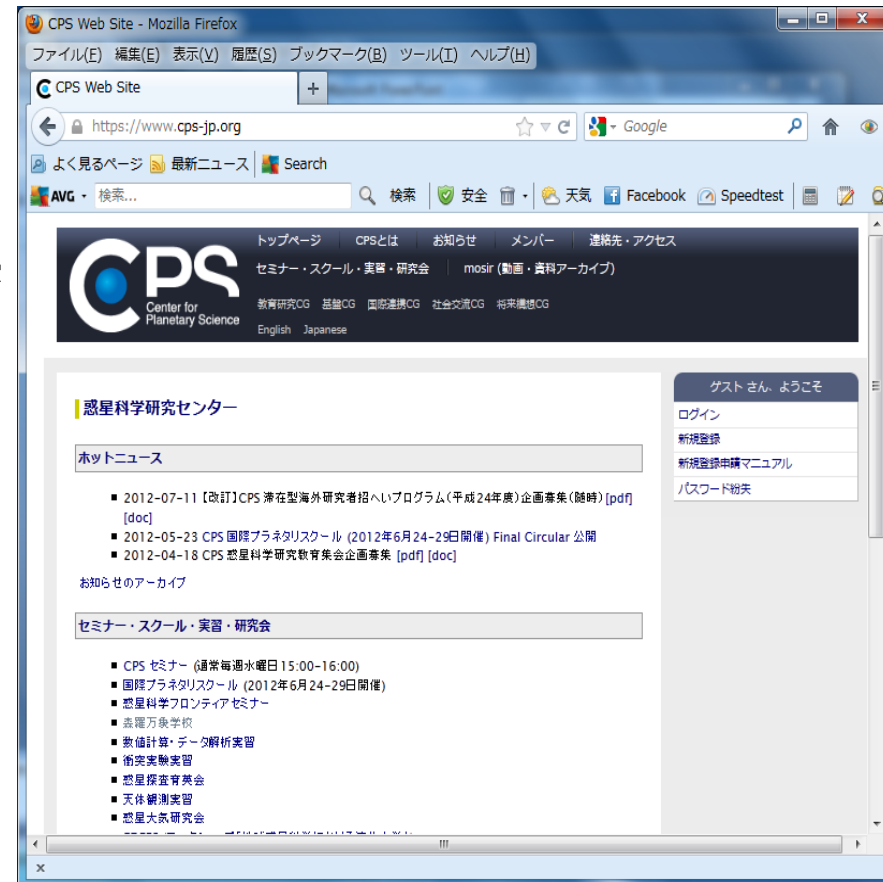 CPS Web Site - Mozilla Firefox
ファイル(F) 編集(E) 表示(V) 履歴(S) ブックマーク(B) ツール(T) ヘルプ(H)
CPS Web Site +
https://www.cps-jp.org Google
よく見るページ 最新ニュース Search
AVG 検索... 検索 安全 天気 Facebook Speedtest
CPS
Center for
Planetary Science
トップページ CPSとは お知らせ メンバー 連絡先・アクセス
セミナー・スクール・実習・研究会 mosir (動画・資料アーカイブ)
教育研究CG 基盤CG 国際連携CG 社会交流CG 将来構想CG
English Japanese
惑星科学研究センター
ホットニュース
■ 2012-07-11 【改訂】CPS 滞在型海外研究者招へいプログラム(平成24年度)企画募集(随時) [pdf]
[doc]
■ 2012-05-23 CPS 国際プラネタリスクール (2012年6月24-29日開催) Final Circular 公開
■ 2012-04-18 CPS 惑星科学研究教育集会企画募集 [pdf] [doc]
お知らせのアーカイブ
セミナー・スクール・実習・研究会
■ CPS セミナー (通常毎週水曜日 15:00-16:00)
■ 国際プラネタリスクール (2012年6月24-29日開催)
■ 惑星科学フロンティアセミナー
■ 森羅万象学校
■ 数値計算・データ解析実習
■ 衝突実験実習
■ 惑星探査育英会
■ 天体観測実習
■ 惑星大気研究会
ゲスト さん、ようこそ
ログイン
新規登録
新規登録申請マニュアル
パスワード紛失
x